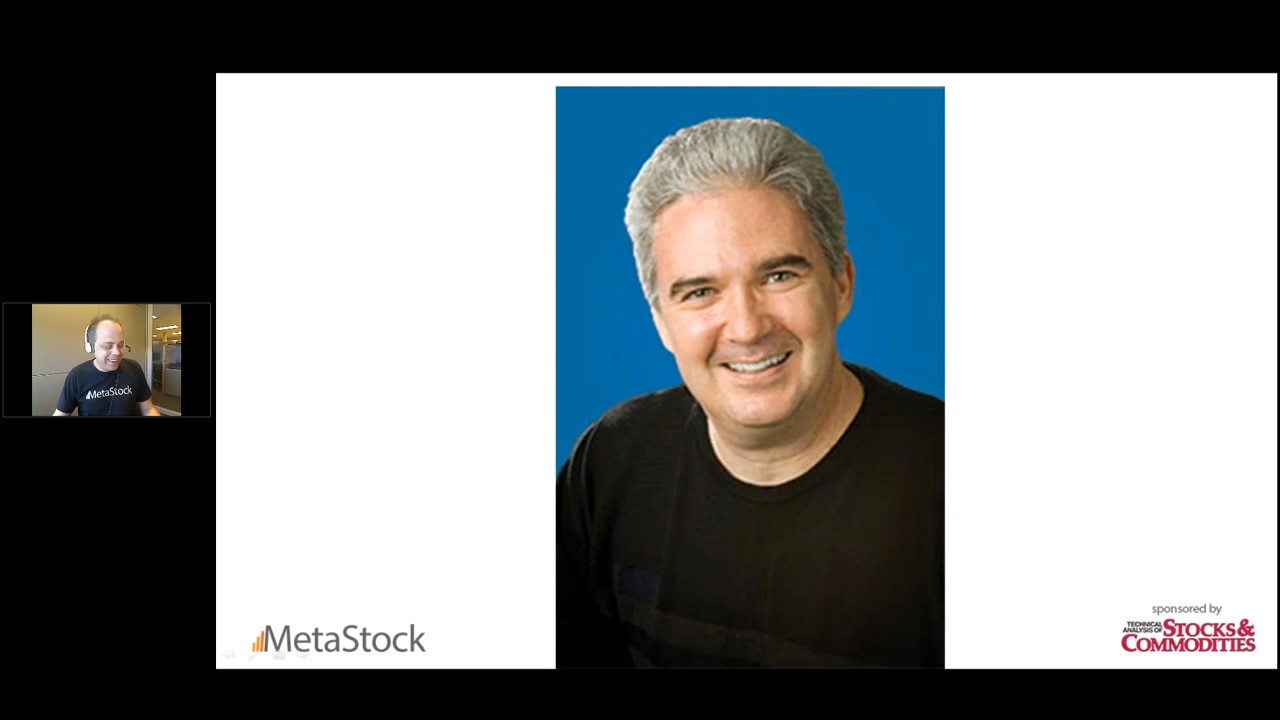 MetaStock
MetaStock
sponsored by
TECHNICAL
ANALYSIS OF STOCKS &
COMMODITIES